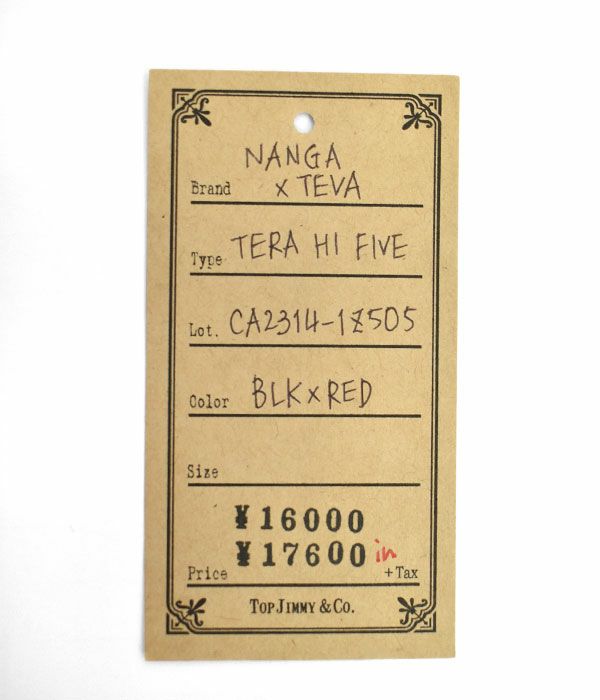 NANGA
Brand x TEVA
Type TERA HI FIVE
Lot. CA2314-1Z505
Color BLK x RED
Size
¥16000
¥17600 in
Price +Tax
TOP JIMMY & CO.